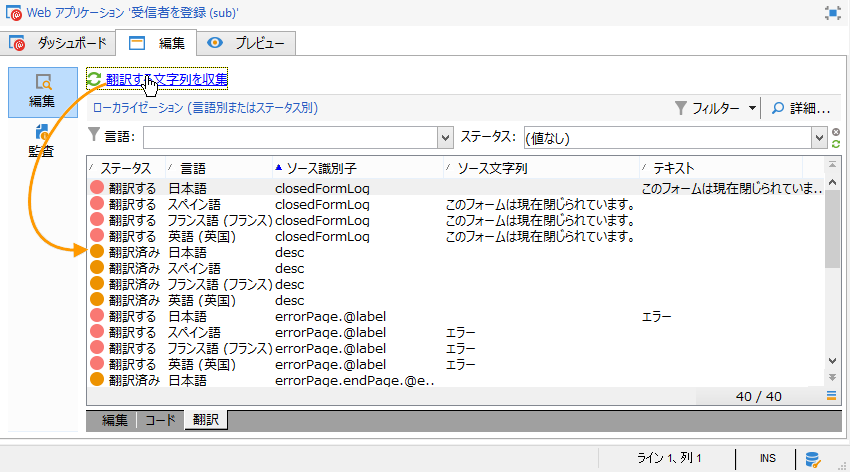 Web アプリケーション '受信者を登録 (sub)'
ダッシュボード 編集 プレビュー
編集
監査
翻訳する文字列を収集
ローカライゼーション (言語別またはステータス別) フィルター 詳細...
言語: ステータス: (値なし)
ステータス 言語 ソース識別子 ソース文字列 テキスト
翻訳する 日本語 closedFormLog このフォームは現在閉じられていま..
翻訳する スペイン語 closedFormLog このフォームは現在閉じられています。
翻訳する フランス語 (フランス) closedFormLog このフォームは現在閉じられています。
翻訳する 英語 (英国) closedFormLog このフォームは現在閉じられています。
翻訳済み 日本語 desc
翻訳済み スペイン語 desc
翻訳済み フランス語 (フランス) desc
翻訳済み 英語 (英国) desc
翻訳する 日本語 errorPage.@label エラー
翻訳する スペイン語 errorPage.@label エラー
翻訳する フランス語 (フランス) errorPage.@label エラー
翻訳する 英語 (英国) errorPage.@label エラー
翻訳済み 日本語 errorPage.endPage.@e..
40 / 40
編集 コード 翻訳
ライン 1、列 1 INS